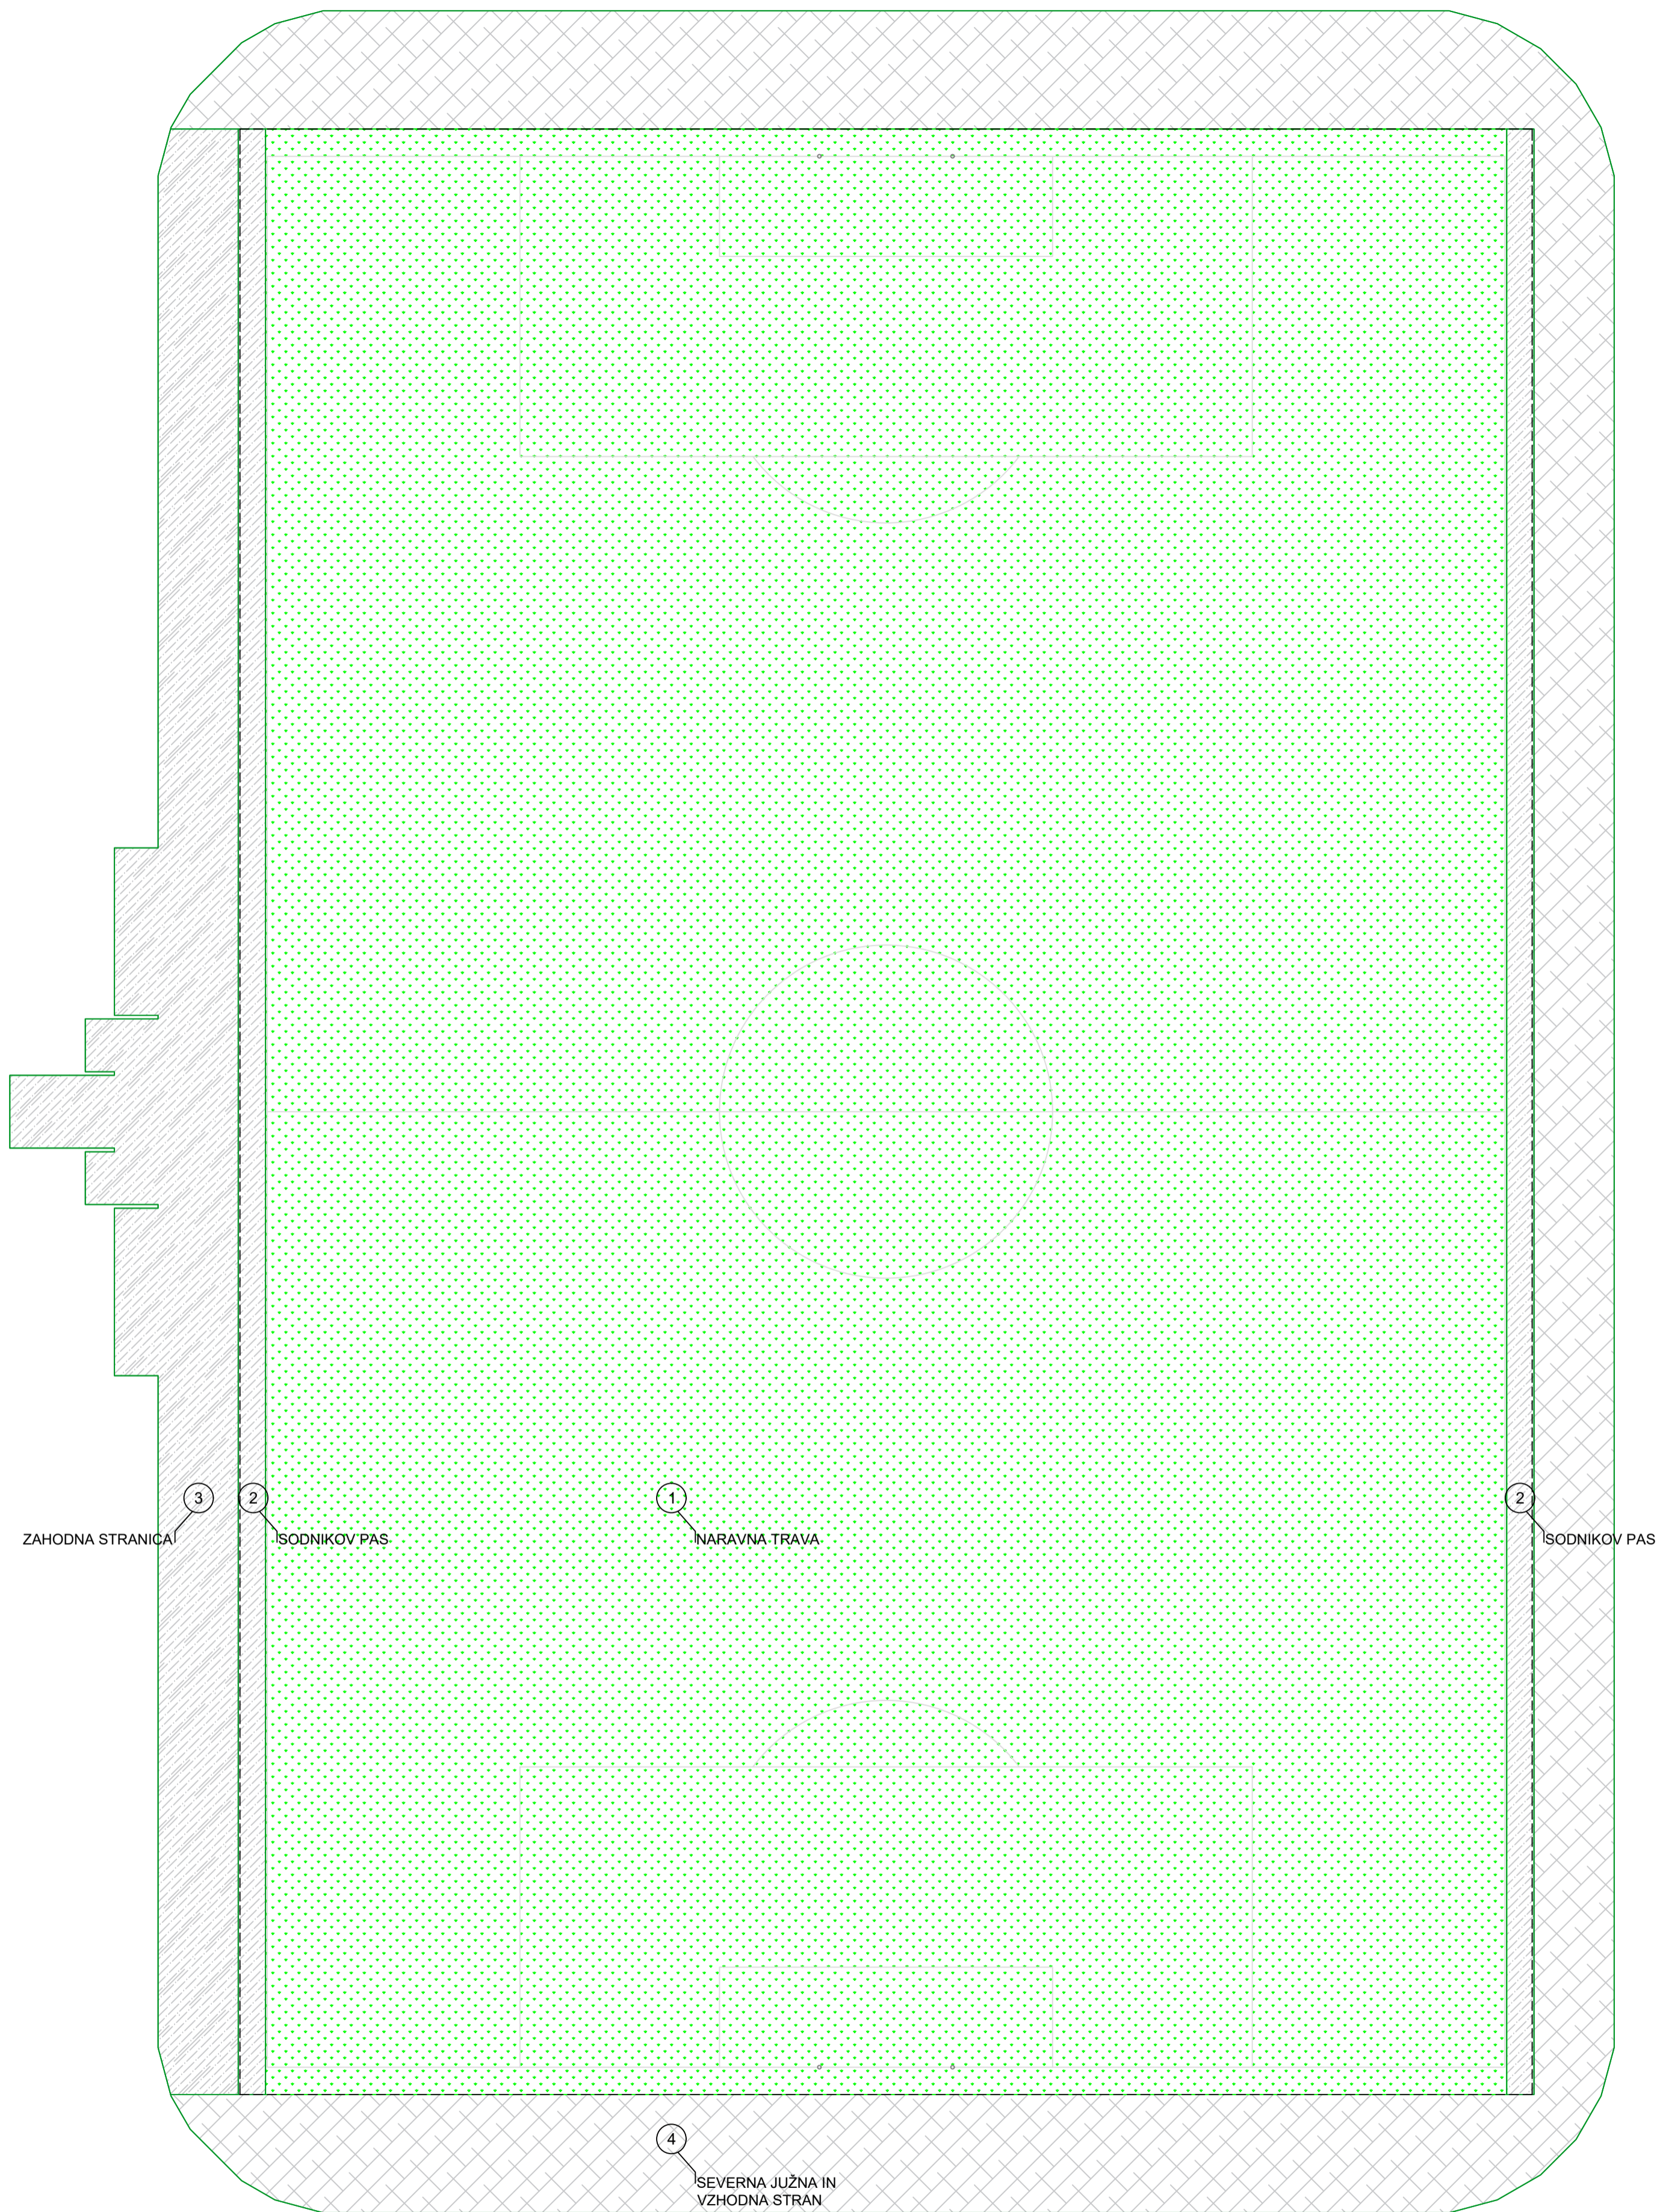 3
2
1
2
ZAHODNA STRANICA
SODNIKOV PAS
NARAVNA TRAVA
SODNIKOV PAS
4
SEVERNA JUŽNA IN
VZHODNA STRAN